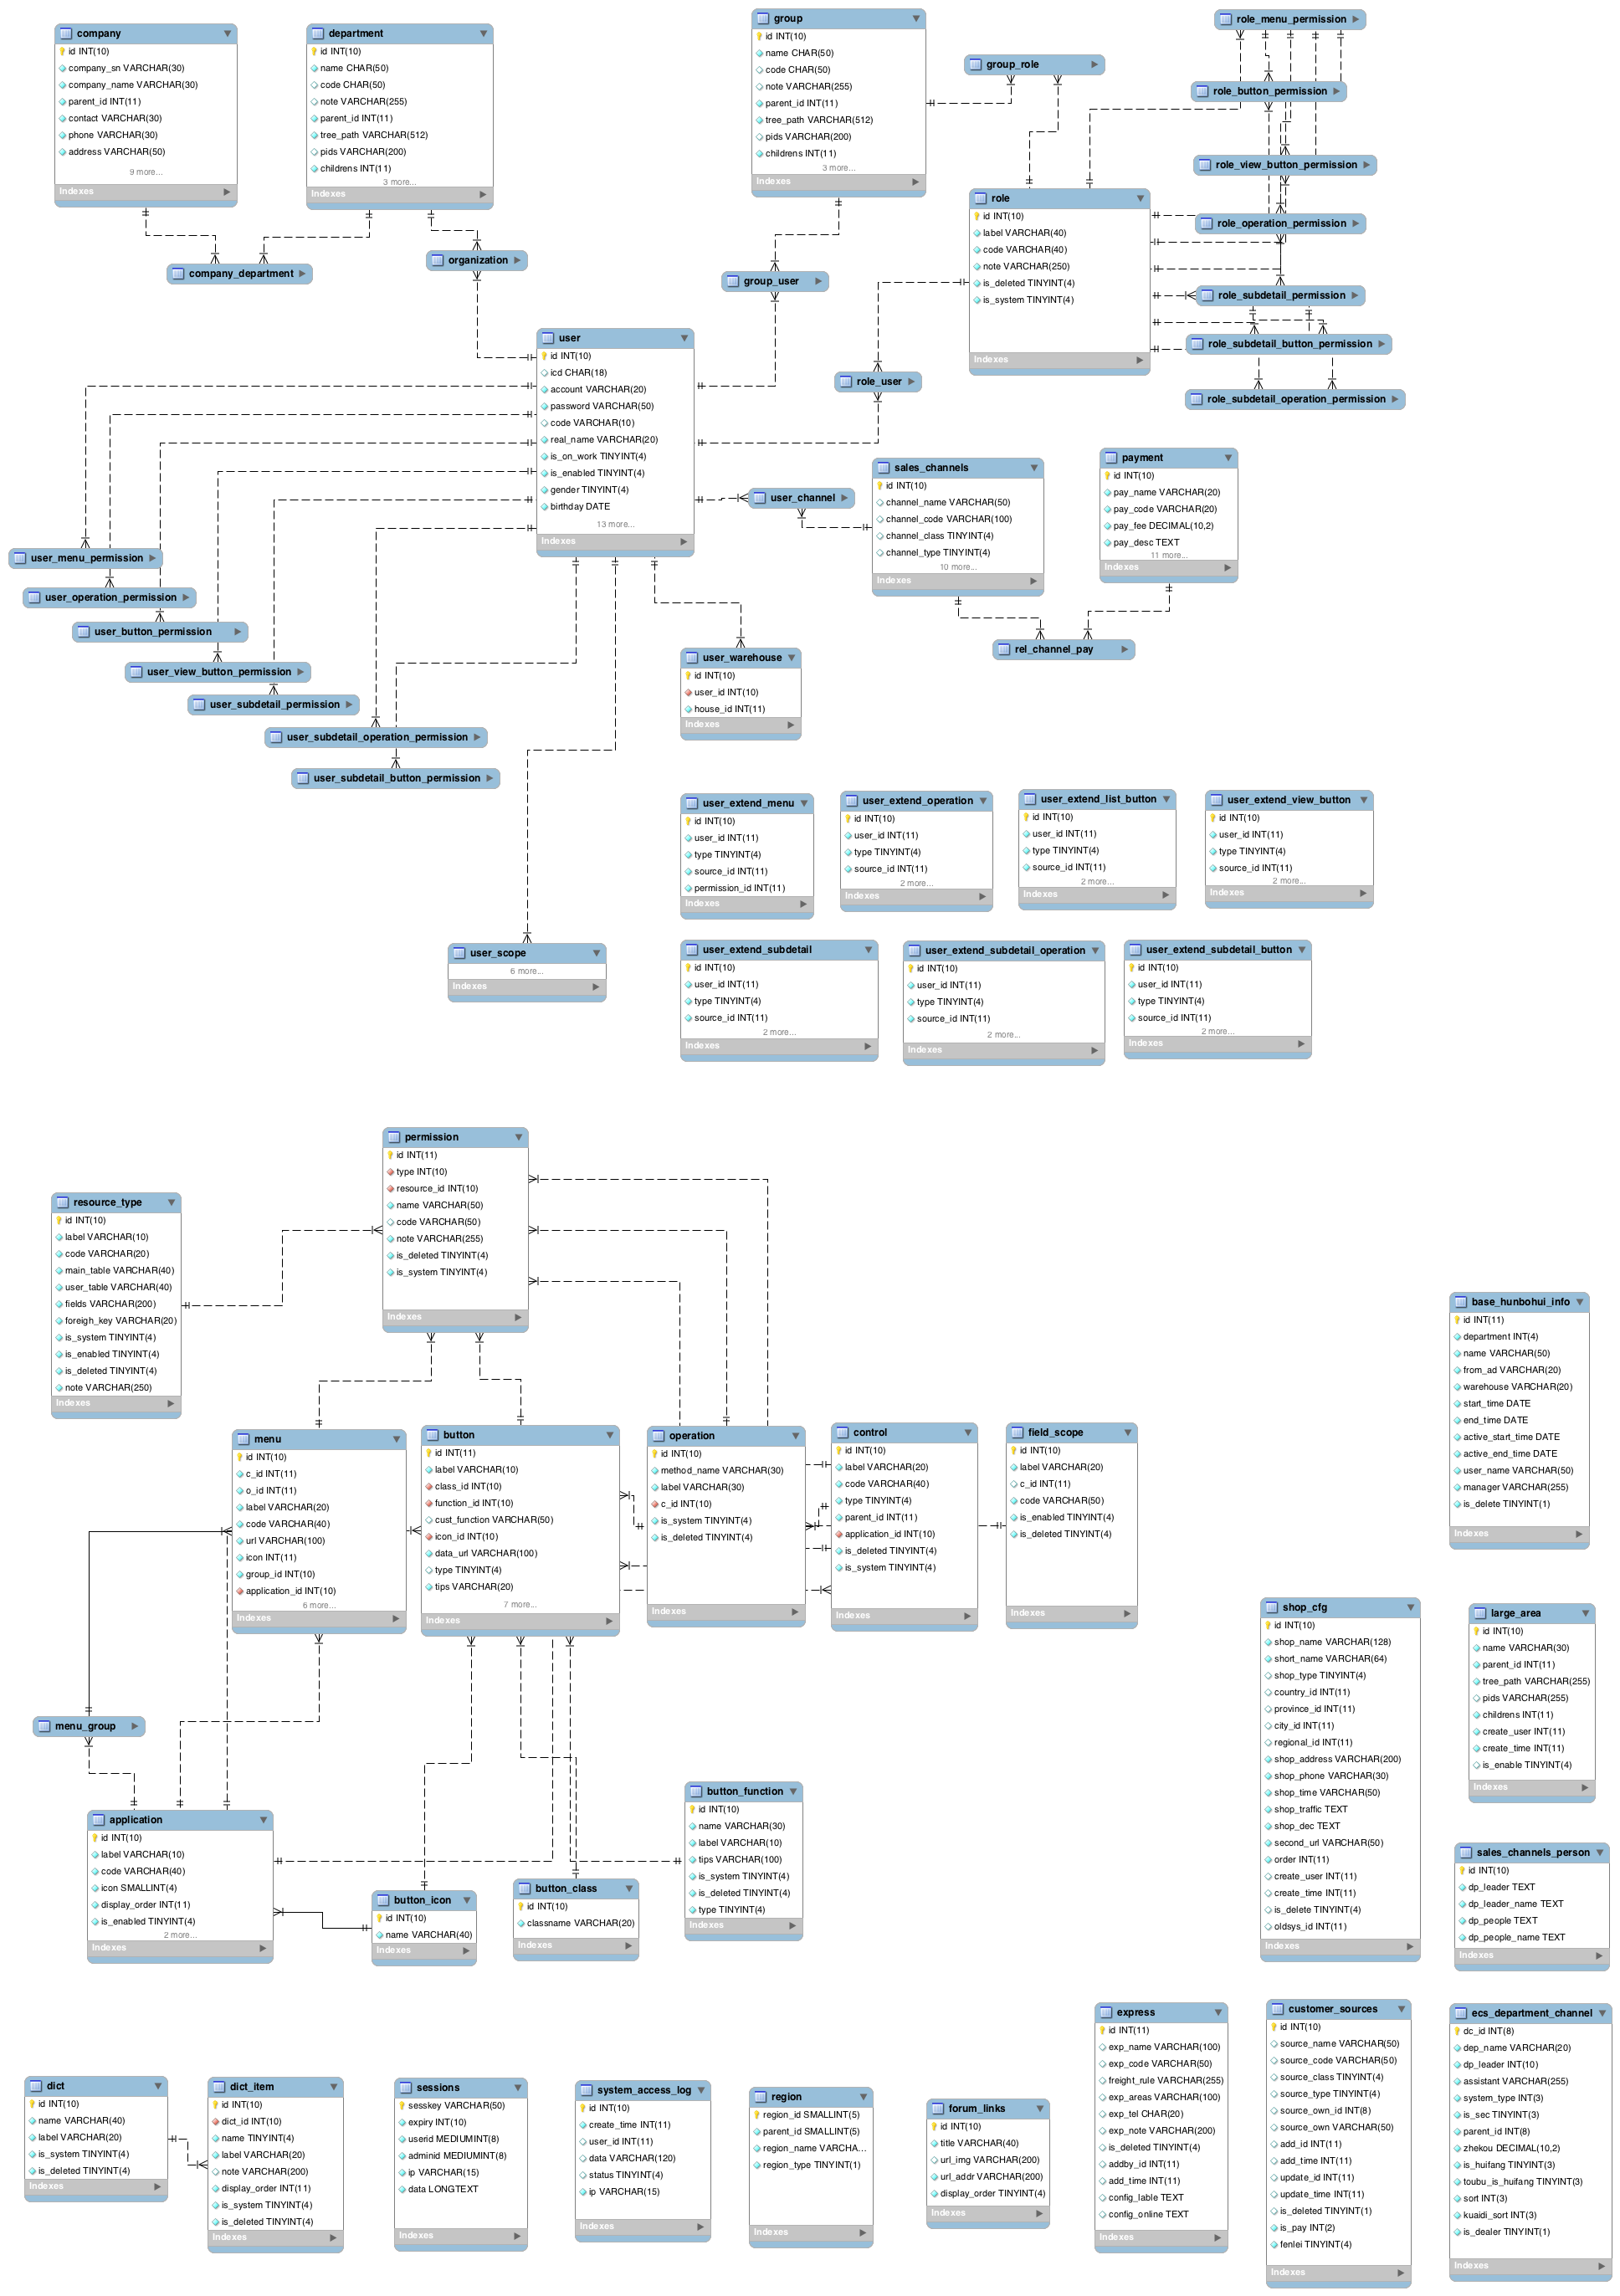 company
id INT(10)
company_sn VARCHAR(30)
company_name VARCHAR(30)
parent_id INT(11)
contact VARCHAR(30)
phone VARCHAR(30)
address VARCHAR(50)
9 more...
Indexes
department
id INT(10)
name CHAR(50)
code CHAR(50)
note VARCHAR(255)
parent_id INT(11)
tree_path VARCHAR(512)
pids VARCHAR(200)
childrens INT(11)
3 more...
Indexes
group
id INT(10)
name CHAR(50)
code CHAR(50)
note VARCHAR(255)
parent_id INT(11)
tree_path VARCHAR(512)
pids VARCHAR(200)
childrens INT(11)
3 more...
Indexes
group_role
role_menu_permission
role_button_permission
role_view_button_permission
role_operation_permission
role_subdetail_permission
role_subdetail_button_permission
role_subdetail_operation_permission
role
id INT(10)
label VARCHAR(40)
code VARCHAR(40)
note VARCHAR(250)
is_deleted TINYINT(4)
is_system TINYINT(4)
Indexes
company_department
organization
group_user
role_user
user
id INT(10)
icd CHAR(18)
account VARCHAR(20)
password VARCHAR(50)
code VARCHAR(10)
real_name VARCHAR(20)
is_on_work TINYINT(4)
is_enabled TINYINT(4)
gender TINYINT(4)
birthday DATE
13 more...
Indexes
user_channel
sales_channels
id INT(10)
channel_name VARCHAR(50)
channel_code VARCHAR(100)
channel_class TINYINT(4)
channel_type TINYINT(4)
10 more...
Indexes
payment
id INT(10)
pay_name VARCHAR(20)
pay_code VARCHAR(20)
pay_fee DECIMAL(10,2)
pay_desc TEXT
11 more...
Indexes
rel_channel_pay
user_menu_permission
user_operation_permission
user_button_permission
user_view_button_permission
user_subdetail_permission
user_subdetail_operation_permission
user_subdetail_button_permission
user_warehouse
id INT(10)
user_id INT(10)
house_id INT(11)
Indexes
user_extend_menu
id INT(10)
user_id INT(11)
type TINYINT(4)
source_id INT(11)
permission_id INT(11)
Indexes
user_extend_operation
id INT(10)
user_id INT(11)
type TINYINT(4)
source_id INT(11)
2 more...
Indexes
user_extend_list_button
id INT(10)
user_id INT(11)
type TINYINT(4)
source_id INT(11)
2 more...
Indexes
user_extend_view_button
id INT(10)
user_id INT(11)
type TINYINT(4)
source_id INT(11)
2 more...
Indexes
user_scope
6 more...
Indexes
user_extend_subdetail
id INT(10)
user_id INT(11)
type TINYINT(4)
source_id INT(11)
2 more...
Indexes
user_extend_subdetail_operation
id INT(10)
user_id INT(11)
type TINYINT(4)
source_id INT(11)
2 more...
Indexes
user_extend_subdetail_button
id INT(10)
user_id INT(11)
type TINYINT(4)
source_id INT(11)
2 more...
Indexes
permission
id INT(11)
type INT(10)
resource_id INT(10)
name VARCHAR(50)
code VARCHAR(50)
note VARCHAR(255)
is_deleted TINYINT(4)
is_system TINYINT(4)
Indexes
resource_type
id INT(10)
label VARCHAR(10)
code VARCHAR(20)
main_table VARCHAR(40)
user_table VARCHAR(40)
fields VARCHAR(200)
foreigh_key VARCHAR(20)
is_system TINYINT(4)
is_enabled TINYINT(4)
is_deleted TINYINT(4)
note VARCHAR(250)
Indexes
base_hunbohui_info
id INT(11)
department INT(4)
name VARCHAR(50)
from_ad VARCHAR(20)
warehouse VARCHAR(20)
start_time DATE
end_time DATE
active_start_time DATE
active_end_time DATE
user_name VARCHAR(50)
manager VARCHAR(255)
is_delete TINYINT(1)
Indexes
menu
id INT(10)
c_id INT(11)
o_id INT(11)
label VARCHAR(20)
code VARCHAR(40)
url VARCHAR(100)
icon INT(11)
group_id INT(10)
application_id INT(10)
6 more...
Indexes
button
id INT(11)
label VARCHAR(10)
class_id INT(10)
function_id INT(10)
cust_function VARCHAR(50)
icon_id INT(10)
data_url VARCHAR(100)
type TINYINT(4)
tips VARCHAR(20)
7 more...
Indexes
operation
id INT(10)
method_name VARCHAR(30)
label VARCHAR(30)
c_id INT(10)
is_system TINYINT(4)
is_deleted TINYINT(4)
Indexes
control
id INT(10)
label VARCHAR(20)
code VARCHAR(40)
type TINYINT(4)
parent_id INT(11)
application_id INT(10)
is_deleted TINYINT(4)
is_system TINYINT(4)
Indexes
field_scope
id INT(10)
label VARCHAR(20)
c_id INT(11)
code VARCHAR(50)
is_enabled TINYINT(4)
is_deleted TINYINT(4)
Indexes
shop_cfg
id INT(10)
shop_name VARCHAR(128)
short_name VARCHAR(64)
shop_type TINYINT(4)
country_id INT(11)
province_id INT(11)
city_id INT(11)
regional_id INT(11)
shop_address VARCHAR(200)
shop_phone VARCHAR(30)
shop_time VARCHAR(50)
shop_traffic TEXT
shop_dec TEXT
second_url VARCHAR(50)
order INT(11)
create_user INT(11)
create_time INT(11)
is_delete TINYINT(4)
oldsys_id INT(11)
Indexes
large_area
id INT(10)
name VARCHAR(30)
parent_id INT(11)
tree_path VARCHAR(255)
pids VARCHAR(255)
childrens INT(11)
create_user INT(11)
create_time INT(11)
is_enable TINYINT(4)
Indexes
menu_group
application
id INT(10)
label VARCHAR(10)
code VARCHAR(40)
icon SMALLINT(4)
display_order INT(11)
is_enabled TINYINT(4)
2 more...
Indexes
button_icon
id INT(10)
name VARCHAR(40)
Indexes
button_class
id INT(10)
classname VARCHAR(20)
Indexes
button_function
id INT(10)
name VARCHAR(30)
label VARCHAR(10)
tips VARCHAR(100)
is_system TINYINT(4)
is_deleted TINYINT(4)
type TINYINT(4)
Indexes
sales_channels_person
id INT(10)
dp_leader TEXT
dp_leader_name TEXT
dp_people TEXT
dp_people_name TEXT
Indexes
dict
id INT(10)
name VARCHAR(40)
label VARCHAR(20)
is_system TINYINT(4)
is_deleted TINYINT(4)
Indexes
dict_item
id INT(10)
dict_id INT(10)
name TINYINT(4)
label VARCHAR(20)
note VARCHAR(200)
display_order INT(11)
is_system TINYINT(4)
is_deleted TINYINT(4)
Indexes
sessions
sesskey VARCHAR(50)
expiry INT(10)
userid MEDIUMINT(8)
adminid MEDIUMINT(8)
ip VARCHAR(15)
data LONGTEXT
Indexes
system_access_log
id INT(10)
create_time INT(11)
user_id INT(11)
data VARCHAR(120)
status TINYINT(4)
ip VARCHAR(15)
Indexes
region
region_id SMALLINT(5)
parent_id SMALLINT(5)
region_name VARCHA...
region_type TINYINT(1)
Indexes
forum_links
id INT(10)
title VARCHAR(40)
url_img VARCHAR(200)
url_addr VARCHAR(200)
display_order TINYINT(4)
Indexes
express
id INT(11)
exp_name VARCHAR(100)
exp_code VARCHAR(50)
freight_rule VARCHAR(255)
exp_areas VARCHAR(100)
exp_tel CHAR(20)
exp_note VARCHAR(200)
is_deleted TINYINT(4)
addby_id INT(11)
add_time INT(11)
config_lable TEXT
config_online TEXT
Indexes
customer_sources
id INT(10)
source_name VARCHAR(50)
source_code VARCHAR(50)
source_class TINYINT(4)
source_type TINYINT(4)
source_own_id INT(8)
source_own VARCHAR(50)
add_id INT(11)
add_time INT(11)
update_id INT(11)
update_time INT(11)
is_deleted TINYINT(1)
is_pay INT(2)
fenlei TINYINT(4)
Indexes
ecs_department_channel
dc_id INT(8)
dep_name VARCHAR(20)
dp_leader INT(10)
assistant VARCHAR(255)
system_type INT(3)
is_sec TINYINT(3)
parent_id INT(8)
zhekou DECIMAL(10,2)
is_huifang TINYINT(3)
toubu_is_huifang TINYINT(3)
sort INT(3)
kuaidi_sort INT(3)
is_dealer TINYINT(1)
Indexes